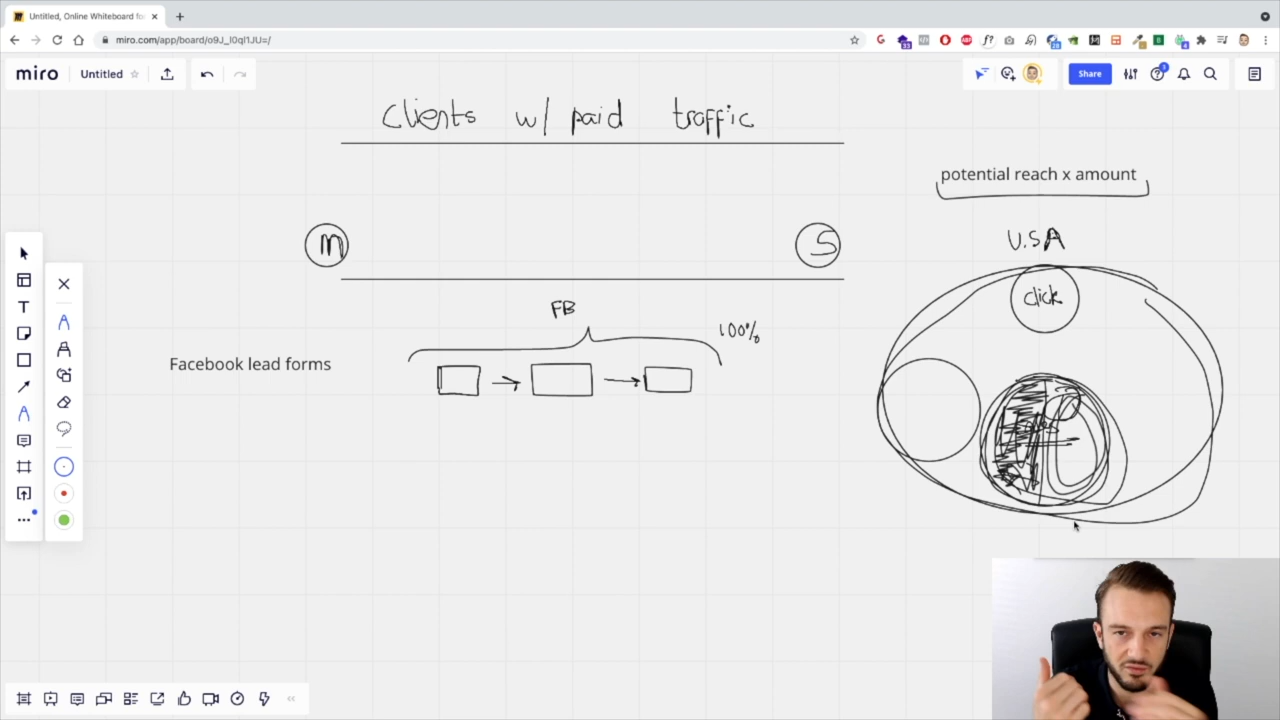 Untitled, Online Whiteboard fo
miro.com/app/board/o9J_l0ql1JU=/
miro
Untitled
Share
clients w/ paid traffic
potential reach x amount
M
S
U.S.A
click
FB
100%
Facebook lead forms